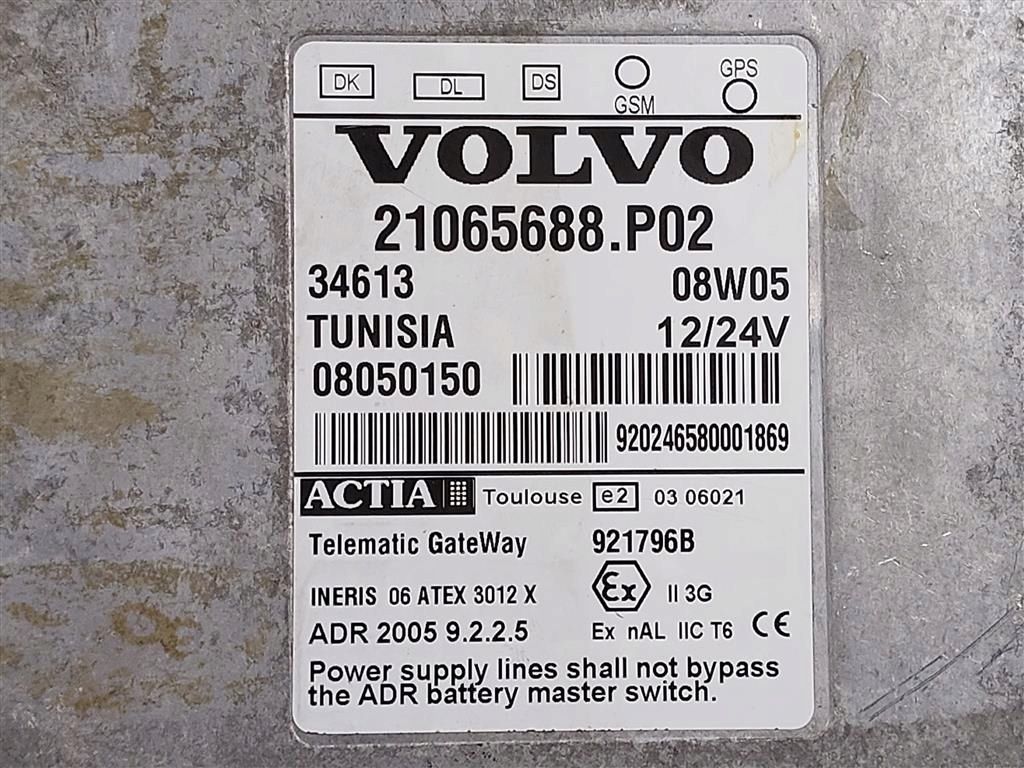 DK DL DS GSM GPS
VOLVO
21065688.P02
34613 08W05
TUNISIA 12/24V
08050150
920246580001869
ACTIA Toulouse e2 03 06021
Telematic GateWay 921796B
INERIS 06 ATEX 3012 X Ex II 3G
ADR 2005 9.2.2.5 Ex nAL IIC T6 CE
Power supply lines shall not bypass
the ADR battery master switch.